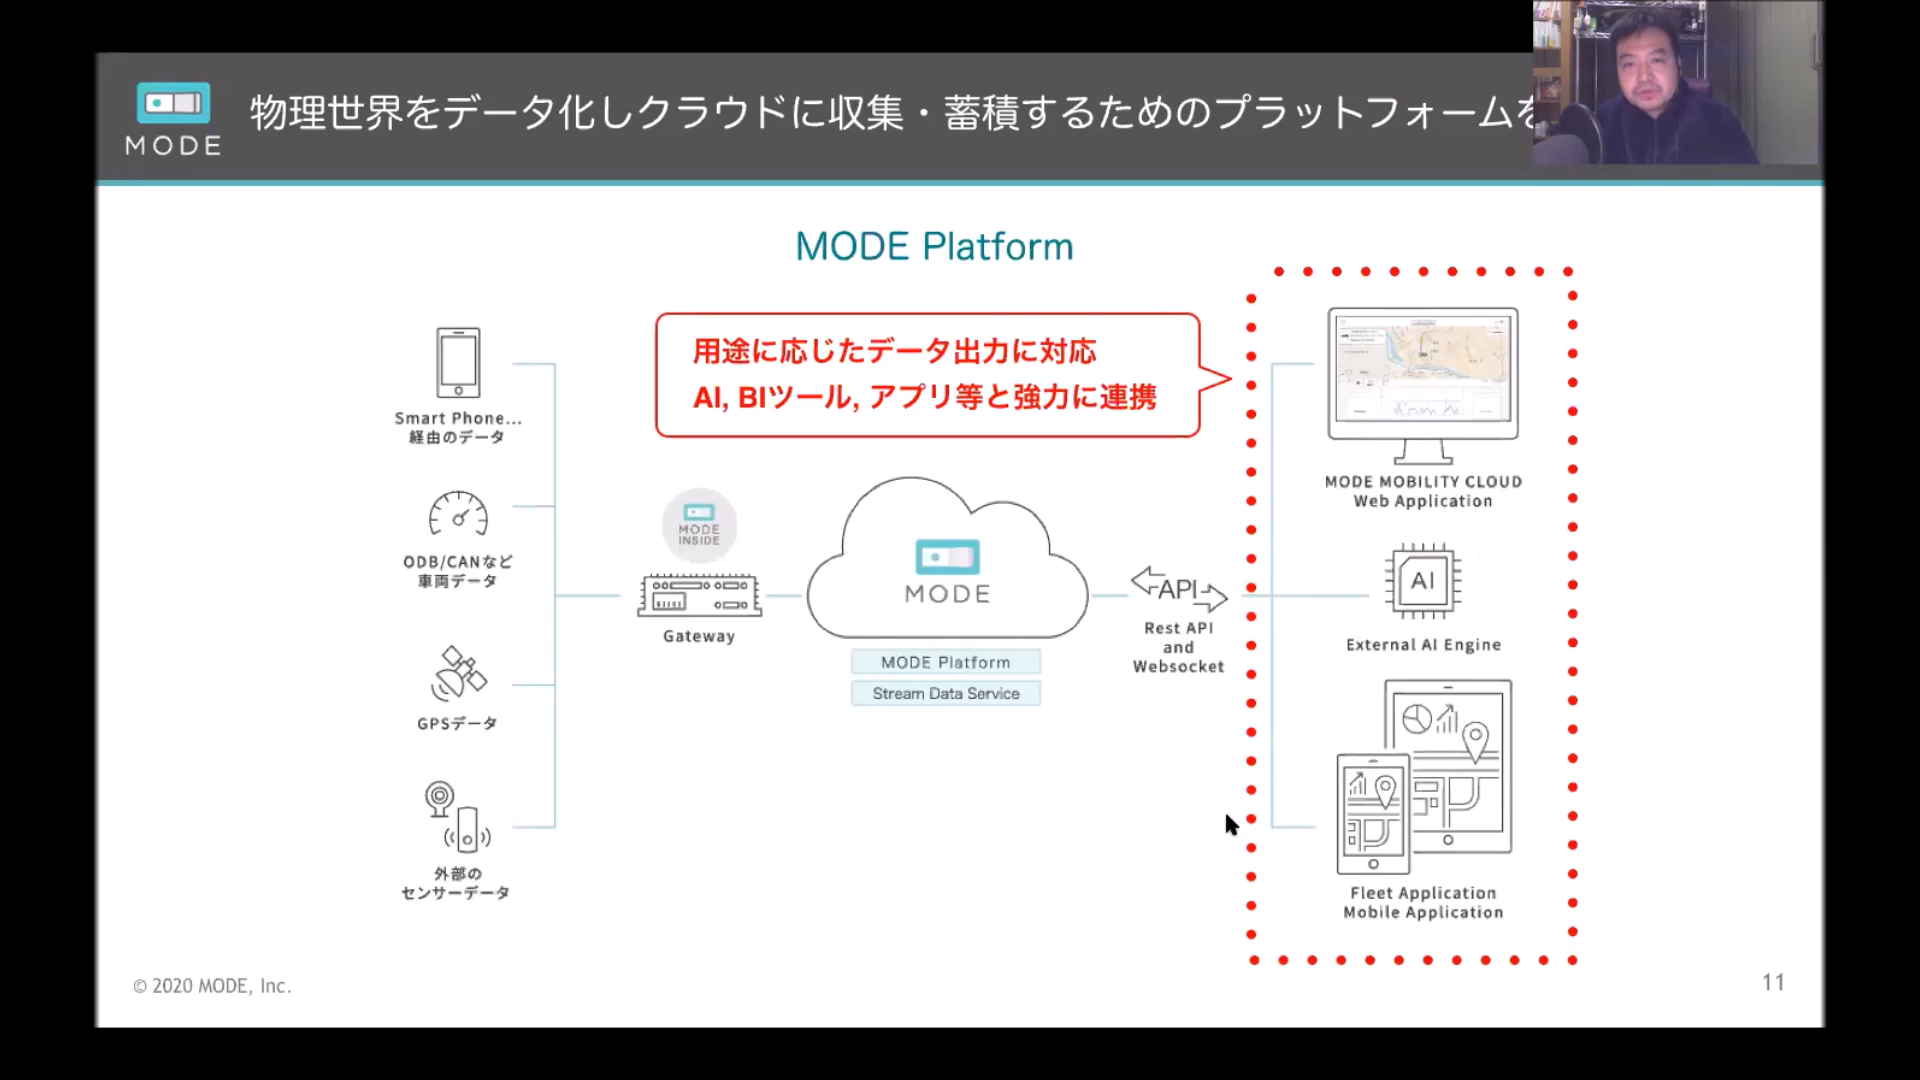 MODE
物理世界をデータ化しクラウドに収集・蓄積するためのプラットフォームを
MODE Platform
用途に応じたデータ出力に対応
AI, BIツール, アプリ等と強力に連携
Smart Phone...
経由のデータ
ODB/CANなど
車両データ
GPSデータ
外部の
センサーデータ
MODE
INSIDE
Gateway
MODE
MODE Platform
Stream Data Service
API
Rest API
and
Websocket
MODE MOBILITY CLOUD
Web Application
AI
External AI Engine
Fleet Application
Mobile Application
© 2020 MODE, Inc.
11